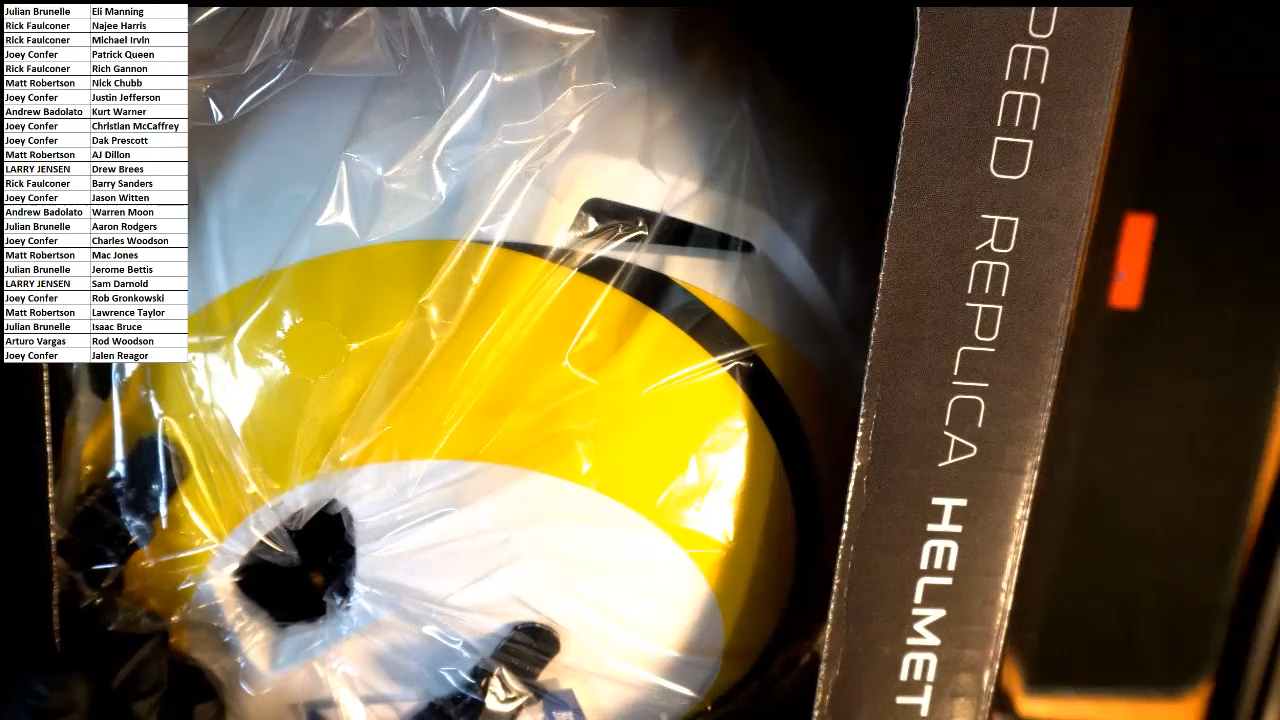 Julian Brunelle Eli Manning
Rick Faulconer Najee Harris
Rick Faulconer Michael Irvin
Joey Confer Patrick Queen
Rick Faulconer Rich Gannon
Matt Robertson Nick Chubb
Joey Confer Justin Jefferson
Andrew Badolato Kurt Warner
Joey Confer Christian McCaffrey
Joey Confer Dak Prescott
Matt Robertson AJ Dillon
LARRY JENSEN Drew Brees
Rick Faulconer Barry Sanders
Joey Confer Jason Witten
Andrew Badolato Warren Moon
Julian Brunelle Aaron Rodgers
Joey Confer Charles Woodson
Matt Robertson Mac Jones
Julian Brunelle Jerome Bettis
LARRY JENSEN Sam Darnold
Joey Confer Rob Gronkowski
Matt Robertson Lawrence Taylor
Julian Brunelle Isaac Bruce
Arturo Vargas Rod Woodson
Joey Confer Jalen Reagor
PEED REPLICA HELMET